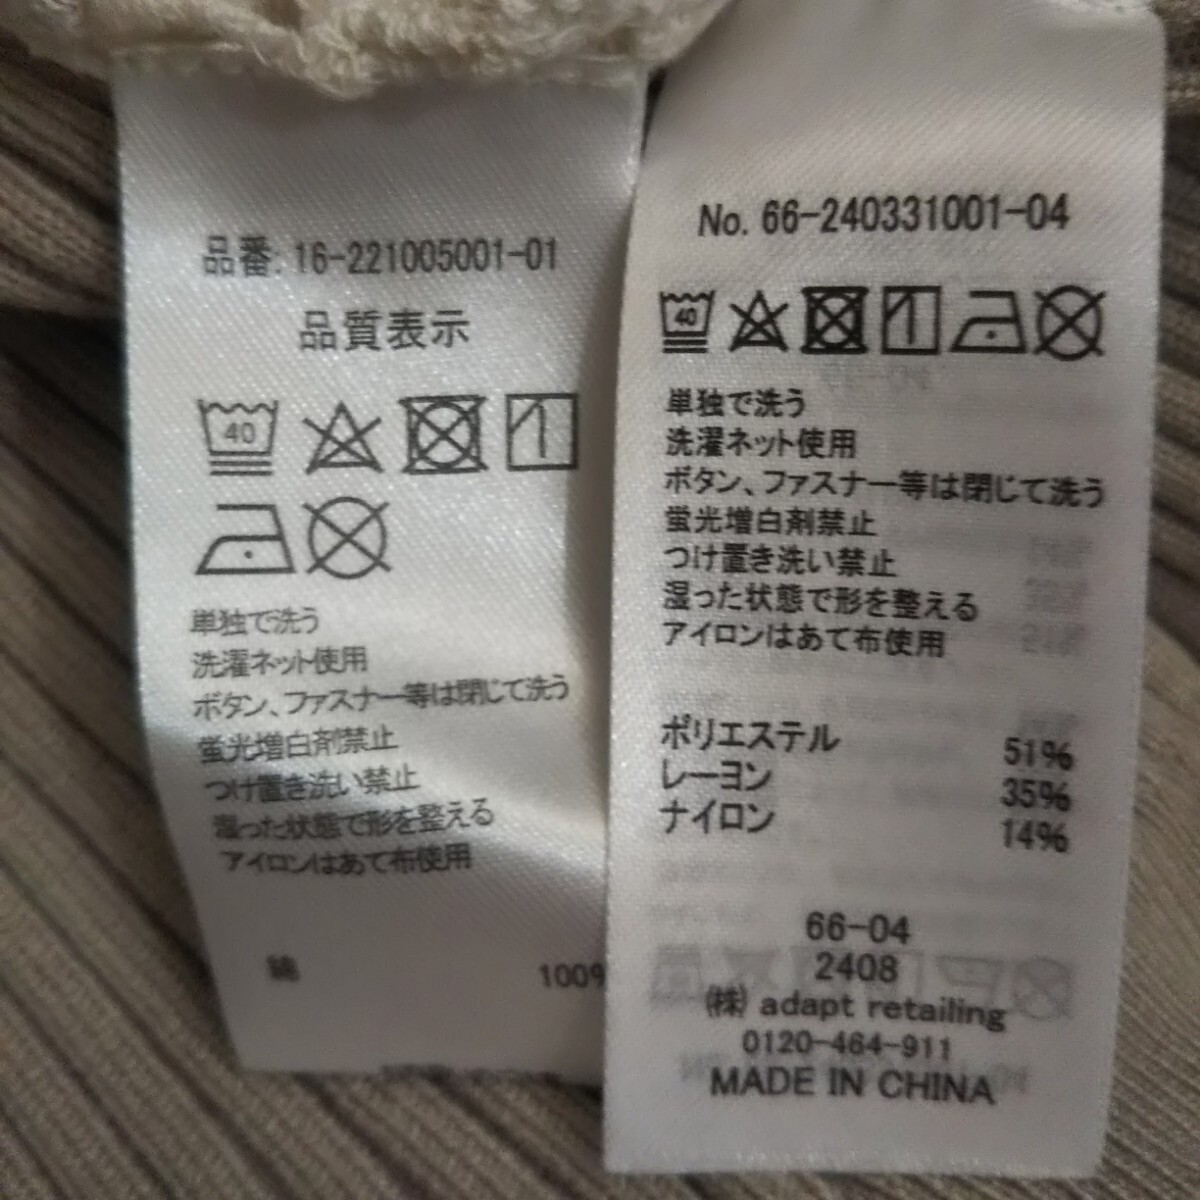 品番: 16-221005001-01
品質表示
40
単独で洗う
洗濯ネット使用
ボタン、ファスナー等は閉じて洗う
蛍光増白剤禁止
つけ置き洗い禁止
湿った状態で形を整える
アイロンはあて布使用
綿 100%
No. 66-240331001-04
40
単独で洗う
洗濯ネット使用
ボタン、ファスナー等は閉じて洗う
蛍光増白剤禁止
つけ置き洗い禁止
湿った状態で形を整える
アイロンはあて布使用
ポリエステル 51%
レーヨン 35%
ナイロン 14%
66-04
2408
㈱ adapt retailing
0120-464-911
MADE IN CHINA